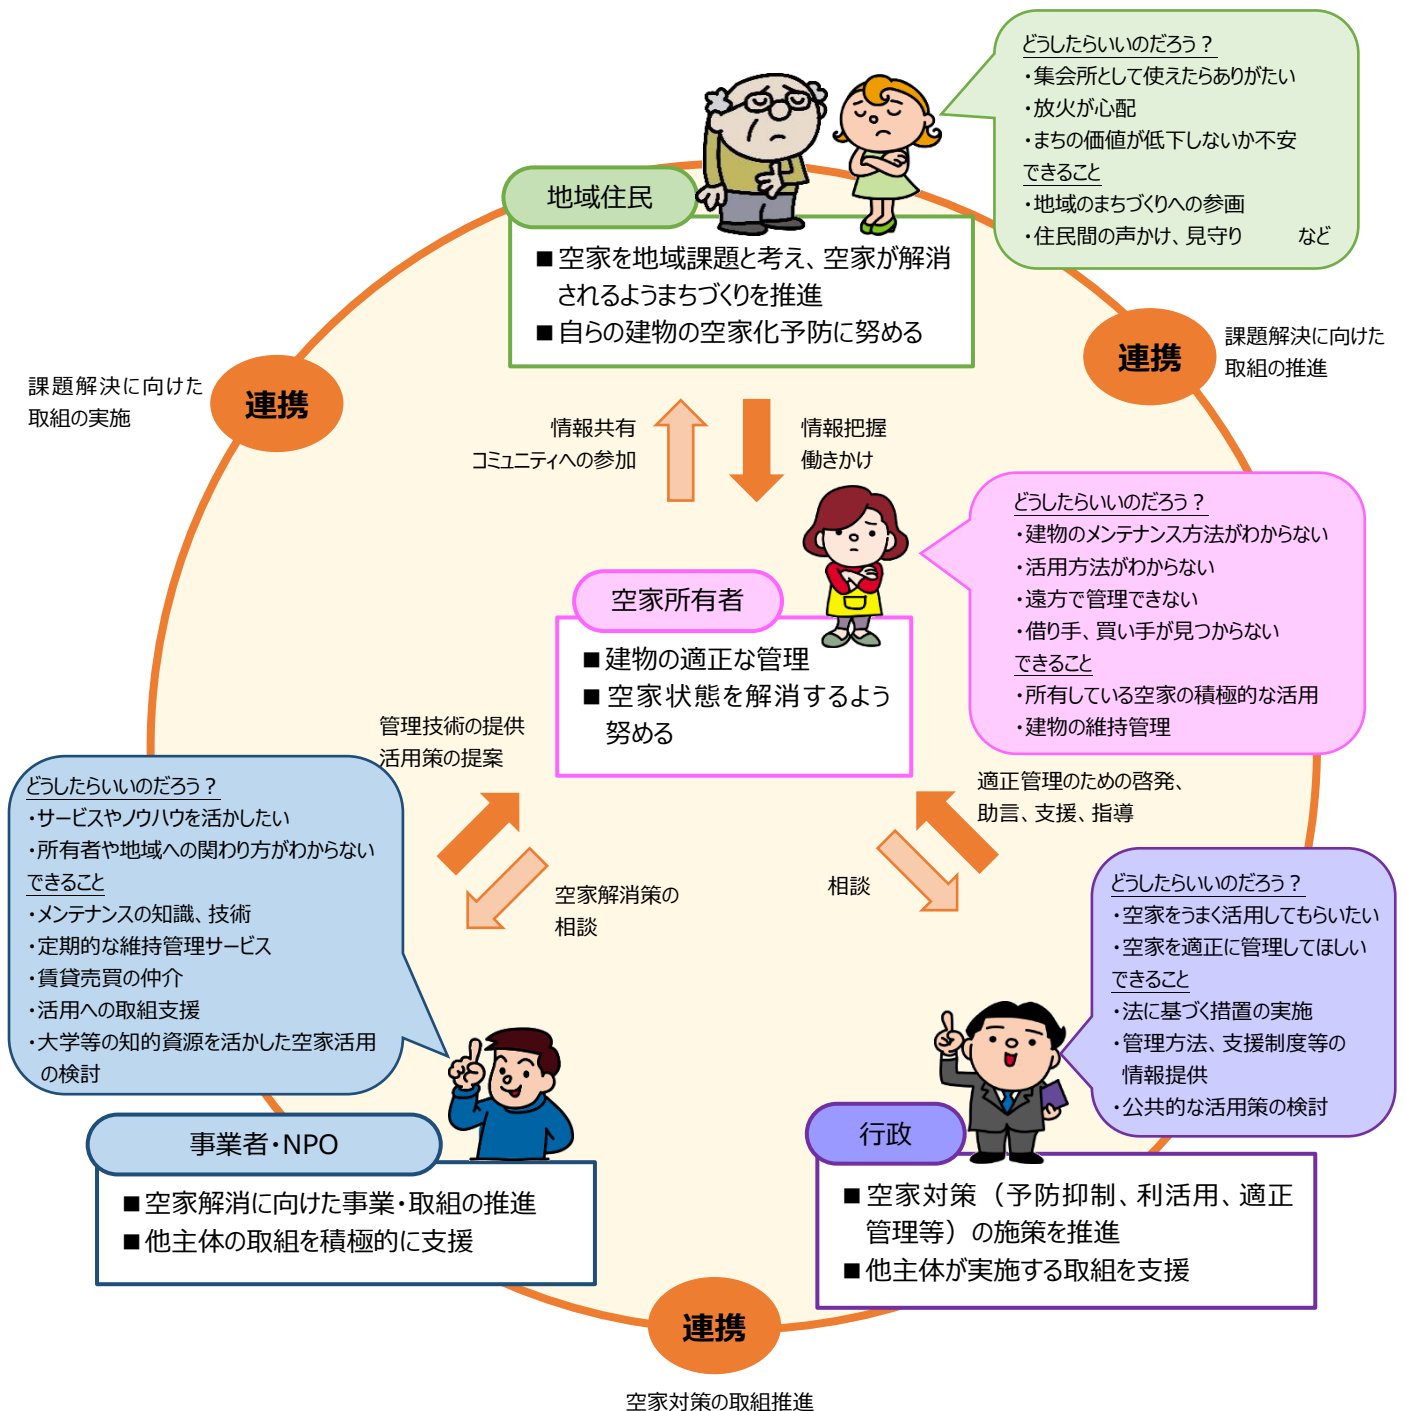 どうしたらいいのだろう？
・集会所として使えたらありがたい
・放火が心配
・まちの価値が低下しないか不安
できること
・地域のまちづくりへの参画
・住民間の声かけ、見守り　　など
地域住民
■空家を地域課題と考え、空家が解消
されるようまちづくりを推進
■自らの建物の空家化予防に努める
連携
課題解決に向けた
取組の実施
連携
課題解決に向けた
取組の推進
情報共有
コミュニティへの参加
情報把握
働きかけ
どうしたらいいのだろう？
・建物のメンテナンス方法がわからない
・活用方法がわからない
・遠方で管理できない
・借り手、買い手が見つからない
できること
・所有している空家の積極的な活用
・建物の維持管理
空家所有者
■建物の適正な管理
■空家状態を解消するよう
努める
管理技術の提供
活用策の提案
空家解消策の
相談
適正管理のための啓発、
助言、支援、指導
相談
どうしたらいいのだろう？
・サービスやノウハウを活かしたい
・所有者や地域への関わり方がわからない
できること
・メンテナンスの知識、技術
・定期的な維持管理サービス
・賃貸売買の仲介
・活用への取組支援
・大学等の知的資源を活かした空家活用
の検討
事業者・NPO
■空家解消に向けた事業・取組の推進
■他主体の取組を積極的に支援
どうしたらいいのだろう？
・空家をうまく活用してもらいたい
・空家を適正に管理してほしい
できること
・法に基づく措置の実施
・管理方法、支援制度等の
情報提供
・公共的な活用策の検討
行政
■空家対策（予防抑制、利活用、適正
管理等）の施策を推進
■他主体が実施する取組を支援
連携
空家対策の取組推進